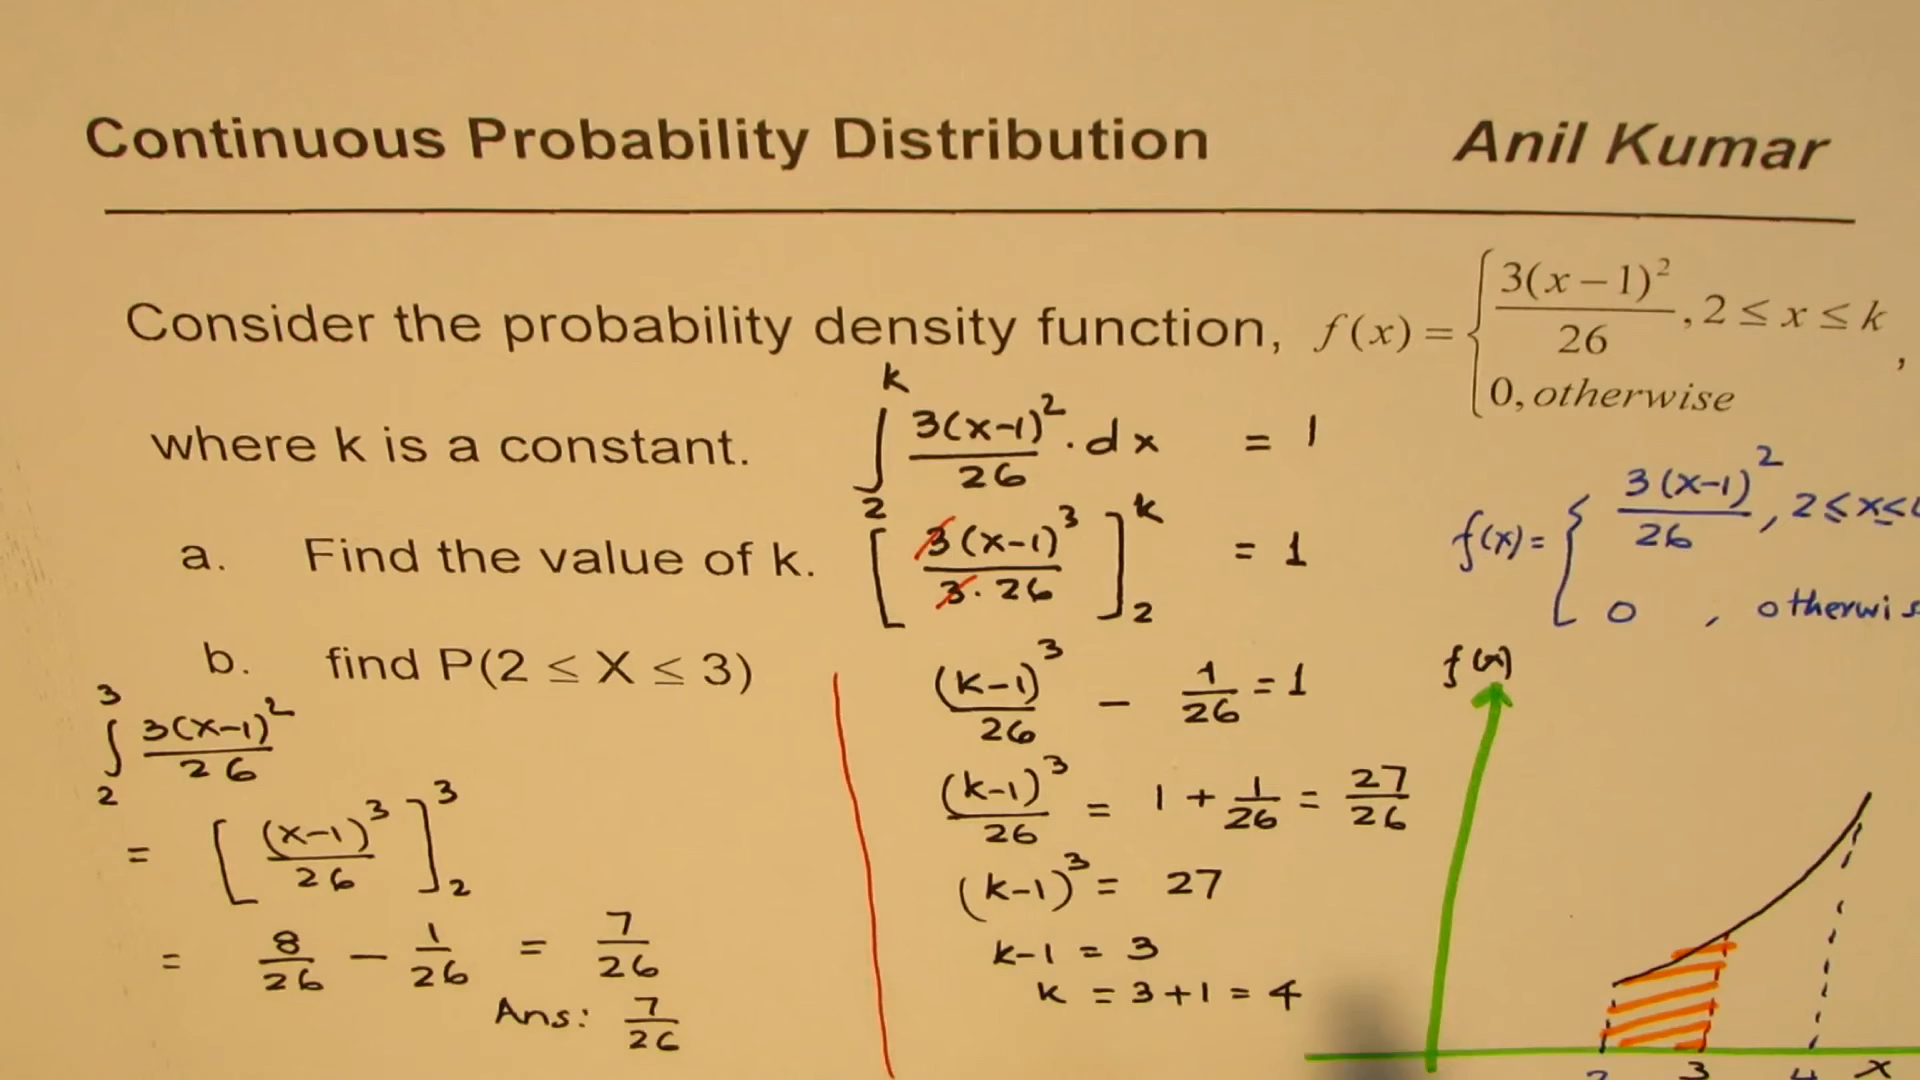 Continuous Probability Distribution Anil Kumar
Consider the probability density function, f(x) = { 3(x−1)²/26, 2 ≤ x ≤ k
0, otherwise ,
where k is a constant.
∫₂ᵏ 3(x-1)²/26 . dx = 1
a. Find the value of k.
[3(x-1)³/3.26]₂ᵏ = 1
b. find P(2 ≤ X ≤ 3)
(k-1)³/26 − 1/26 = 1
(k-1)³/26 = 1 + 1/26 = 27/26
(k-1)³ = 27
k-1 = 3
k = 3+1 = 4
∫₂³ 3(x-1)²/26
= [(x-1)³/26]₂³
= 8/26 − 1/26 = 7/26
Ans: 7/26
f(x) = { 3(x-1)²/26, 2≤x≤
0 ,
f(x)
3 4 x